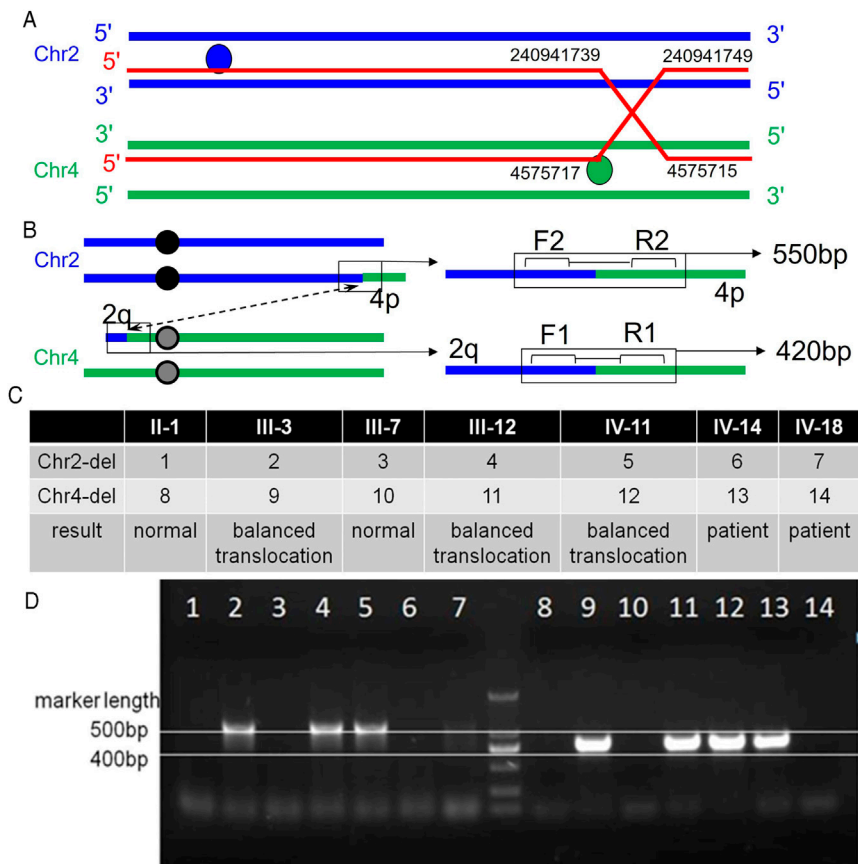 A
5' 3'
Chr2 5' 240941739 240941749
3' 5'
3' 5'
5'
Chr4 4575717 4575715
5' 3'
B
Chr2
F2 R2 550bp
4p 4p
2q
Chr4 2q F1 R1 420bp
C
II-1 III-3 III-7 III-12 IV-11 IV-14 IV-18
Chr2-del 1 2 3 4 5 6 7
Chr4-del 8 9 10 11 12 13 14
result normal balanced translocation normal balanced translocation balanced translocation patient patient
D
1 2 3 4 5 6 7 8 9 10 11 12 13 14
marker length
500bp
400bp